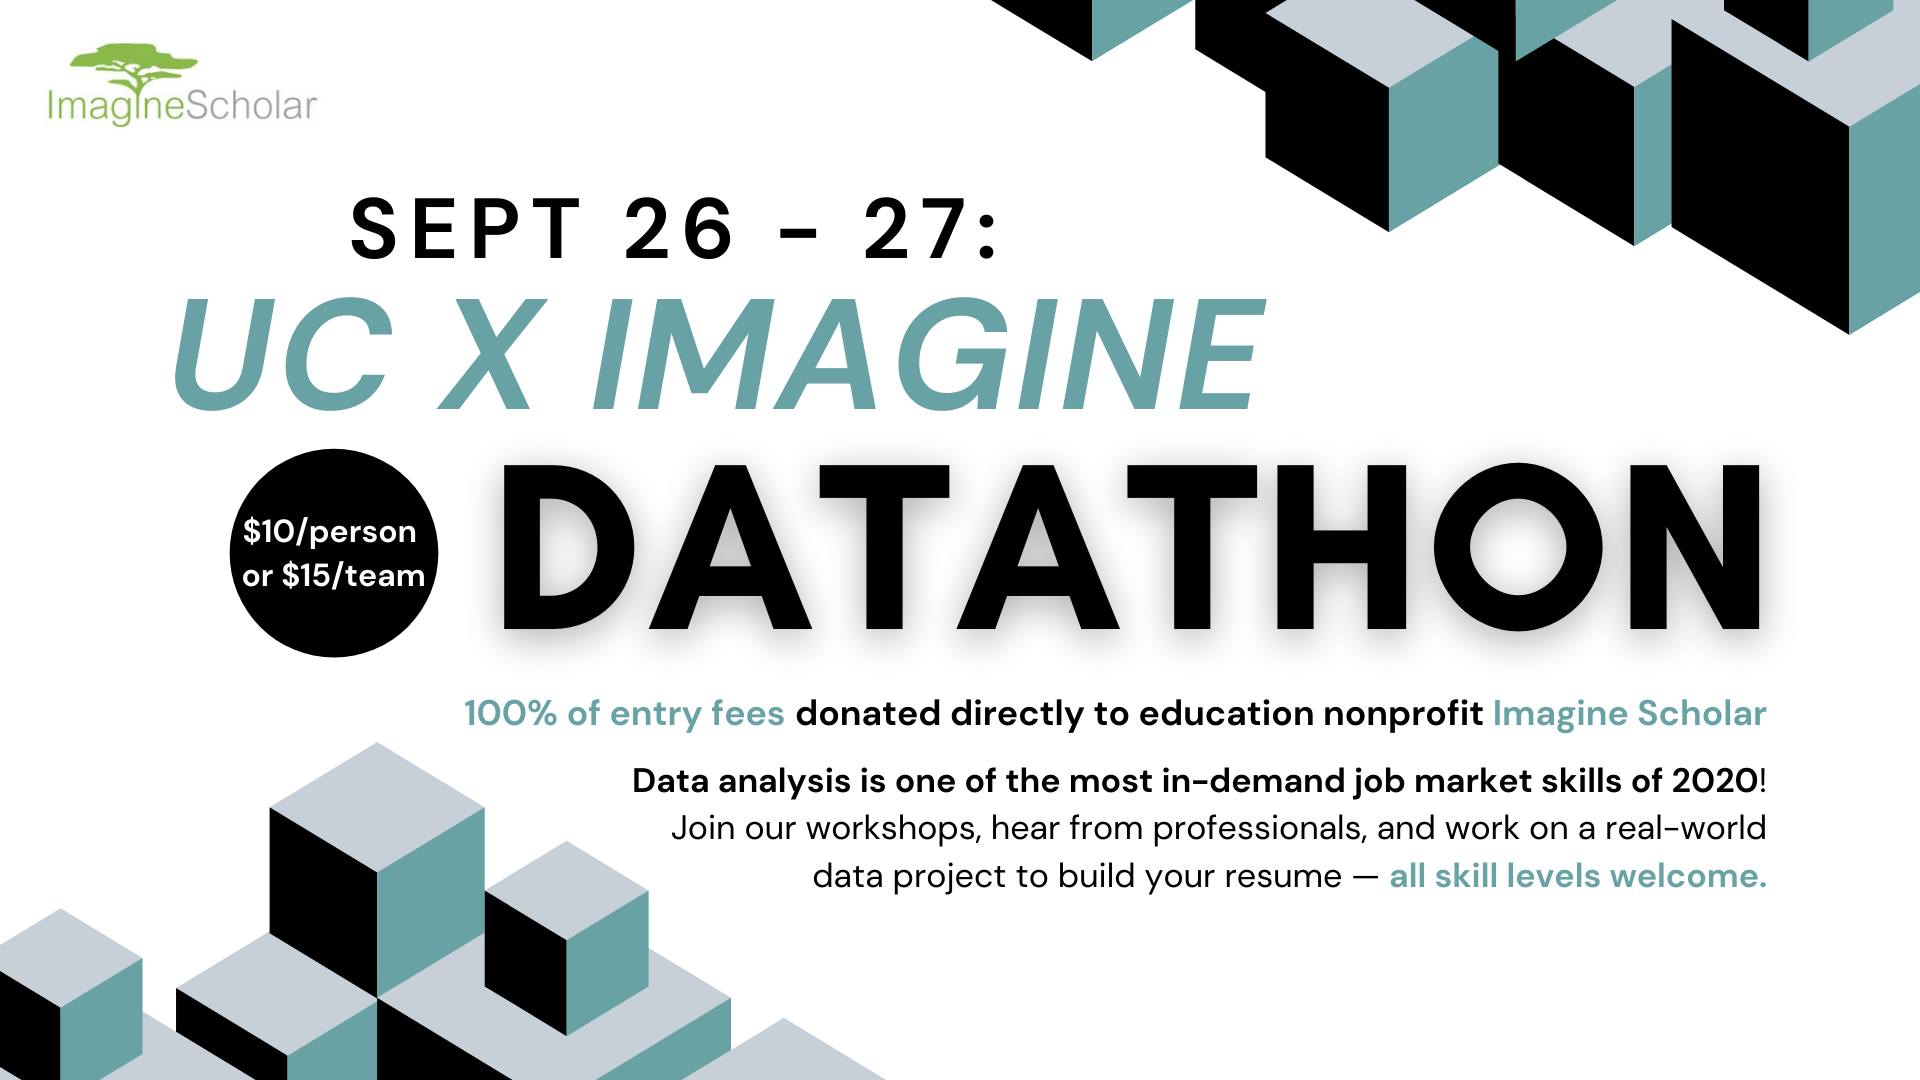 ImagineScholar
SEPT 26 - 27:
UC X IMAGINE
$10/person
or $15/team
DATATHON
100% of entry fees donated directly to education nonprofit Imagine Scholar
Data analysis is one of the most in-demand job market skills of 2020!
Join our workshops, hear from professionals, and work on a real-world
data project to build your resume — all skill levels welcome.